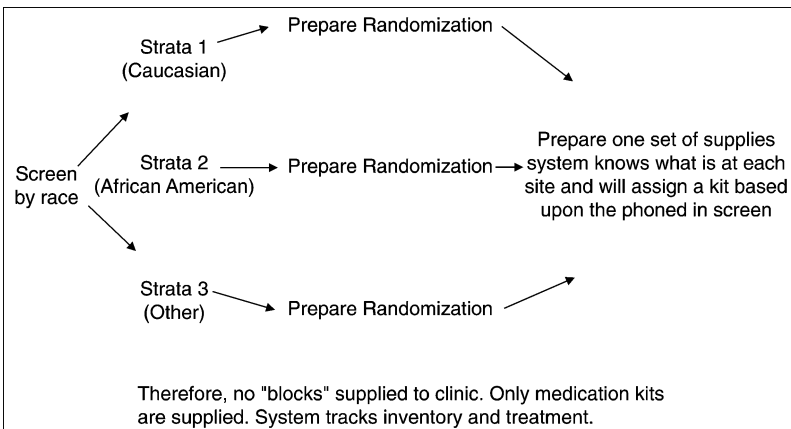 Screen
by race
Strata 1
(Caucasian)
Prepare Randomization
Strata 2
(African American)
Prepare Randomization
Strata 3
(Other)
Prepare Randomization
Prepare one set of supplies
system knows what is at each
site and will assign a kit based
upon the phoned in screen
Therefore, no "blocks" supplied to clinic. Only medication kits
are supplied. System tracks inventory and treatment.